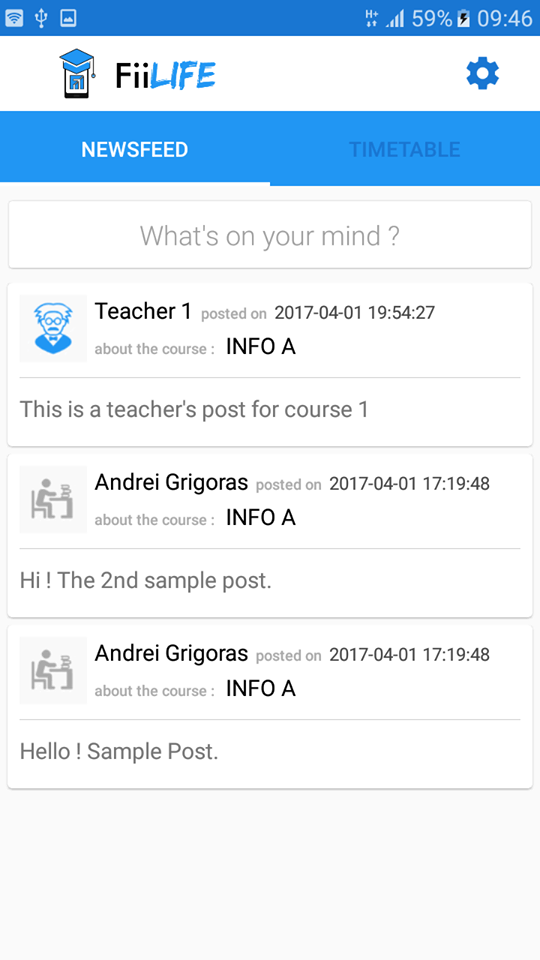 H+ 59% 09:46
FiiLIFE
NEWSFEED TIMETABLE
What's on your mind ?
Teacher 1 posted on 2017-04-01 19:54:27
about the course : INFO A
This is a teacher's post for course 1
Andrei Grigoras posted on 2017-04-01 17:19:48
about the course : INFO A
Hi ! The 2nd sample post.
Andrei Grigoras posted on 2017-04-01 17:19:48
about the course : INFO A
Hello ! Sample Post.